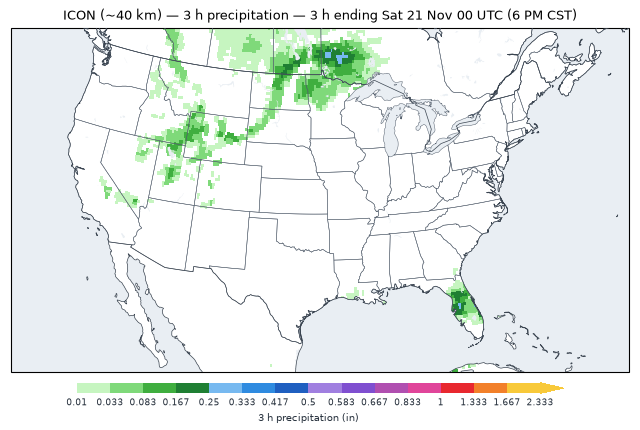 ICON (~40 km) — 3 h precipitation — 3 h ending Sat 21 Nov 00 UTC (6 PM CST)
0.01 0.033 0.083 0.167 0.25 0.333 0.417 0.5 0.583 0.667 0.833 1 1.333 1.667 2.333
3 h precipitation (in)